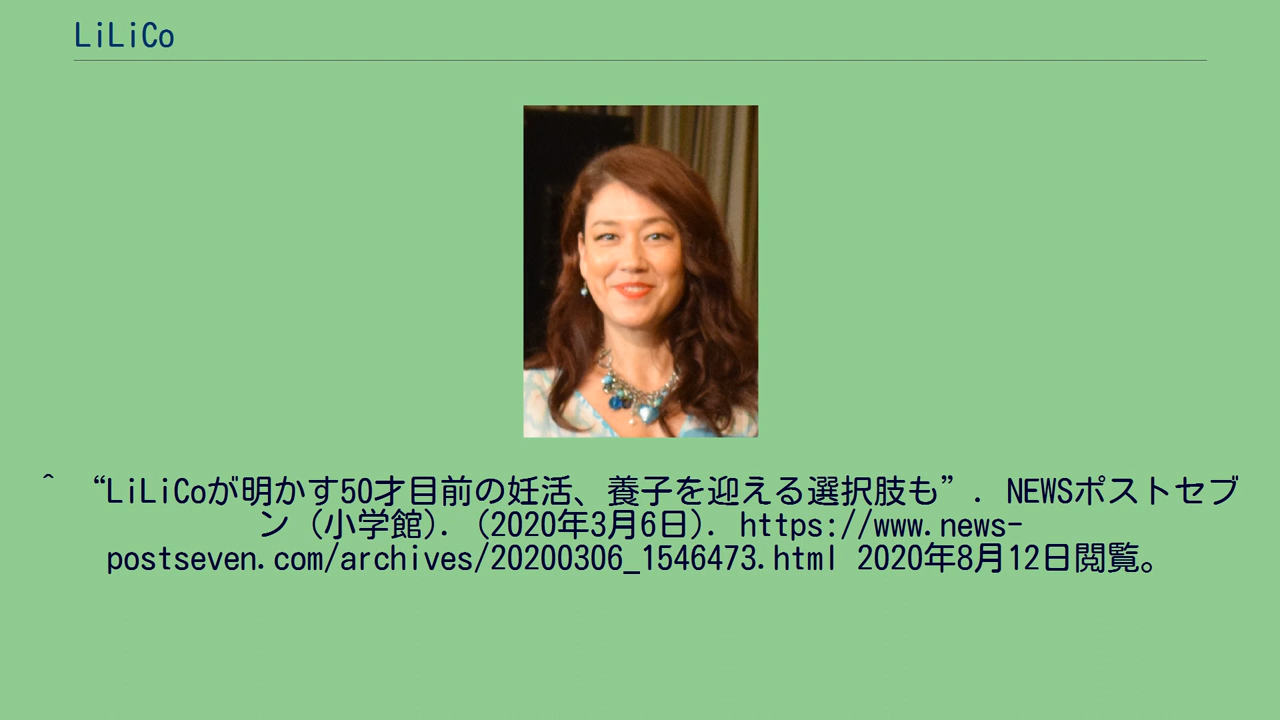 LiLiCo
^ “LiLiCoが明かす50才目前の妊活、養子を迎える選択肢も”. NEWSポストセブ
ン (小学館). (2020年3月6日). https://www.news-
postseven.com/archives/20200306_1546473.html 2020年8月12日閲覧。